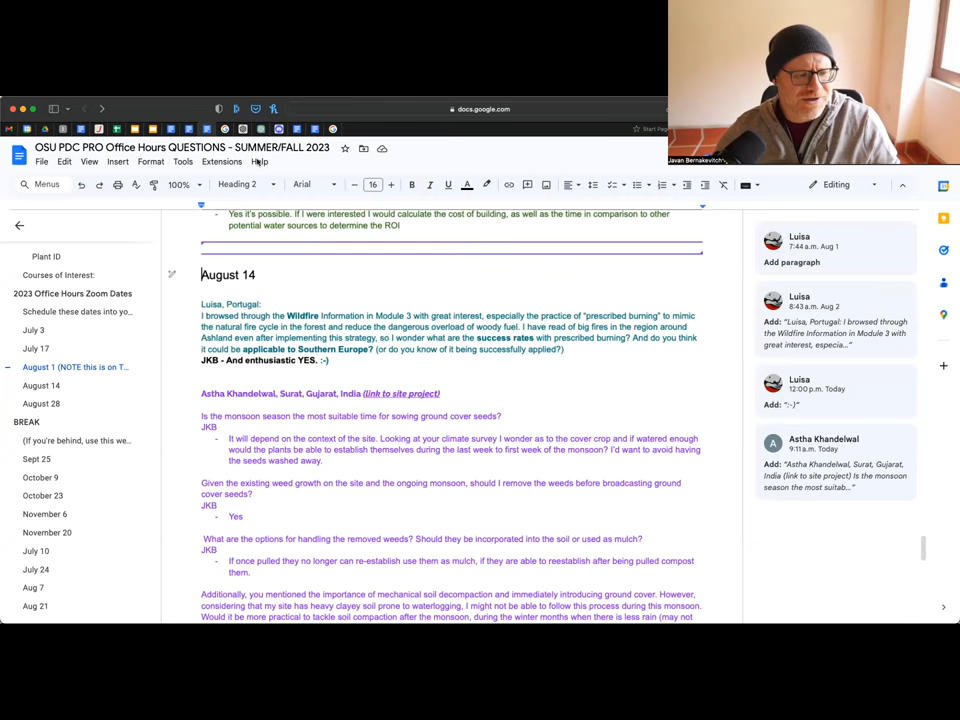 Javan Bernakevitch
docs.google.com
Start Pag
OSU PDC PRO Office Hours QUESTIONS - SUMMER/FALL 2023
File Edit View Insert Format Tools Extensions Help
Menus 100% Heading 2 Arial 16 B I U A Editing
Plant ID
Courses of Interest:
2023 Office Hours Zoom Dates
Schedule these dates into yo...
July 3
July 17
August 1 (NOTE this is on T...
August 14
August 28
BREAK
(If you're behind, use this we...
Sept 25
October 9
October 23
November 6
November 20
July 10
July 24
Aug 7
Aug 21
- Yes it's possible. If I were interested I would calculate the cost of building, as well as the time in comparison to other
potential water sources to determine the ROI
August 14
Luisa, Portugal:
I browsed through the Wildfire Information in Module 3 with great interest, especially the practice of "prescribed burning" to mimic
the natural fire cycle in the forest and reduce the dangerous overload of woody fuel. I have read of big fires in the region around
Ashland even after implementing this strategy, so I wonder what are the success rates with prescribed burning? And do you think
it could be applicable to Southern Europe? (or do you know of it being successfully applied?)
JKB - And enthusiastic YES. :-)
Astha Khandelwal, Surat, Gujarat, India (link to site project)
Is the monsoon season the most suitable time for sowing ground cover seeds?
JKB
- It will depend on the context of the site. Looking at your climate survey I wonder as to the cover crop and if watered enough
would the plants be able to establish themselves during the last week to first week of the monsoon? I'd want to avoid having
the seeds washed away.
Given the existing weed growth on the site and the ongoing monsoon, should I remove the weeds before broadcasting ground
cover seeds?
JKB
- Yes
What are the options for handling the removed weeds? Should they be incorporated into the soil or used as mulch?
JKB
- If once pulled they no longer can re-establish use them as mulch, if they are able to reestablish after being pulled compost
them.
Additionally, you mentioned the importance of mechanical soil decompaction and immediately introducing ground cover. However,
considering that my site has heavy clayey soil prone to waterlogging, I might not be able to follow this process during this monsoon.
Would it be more practical to tackle soil compaction after the monsoon, during the winter months when there is less rain (may not
Luisa
7:44 a.m. Aug 1
Add paragraph
Luisa
8:43 a.m. Aug 2
Add: "Luisa, Portugal: I browsed through
the Wildfire Information in Module 3 with
great interest, especia..."
Luisa
12:00 p.m. Today
Add: ":-)"
A
Astha Khandelwal
9:11 a.m. Today
Add: "Astha Khandelwal, Surat, Gujarat,
India (link to site project) Is the monsoon
season the most suitab..."